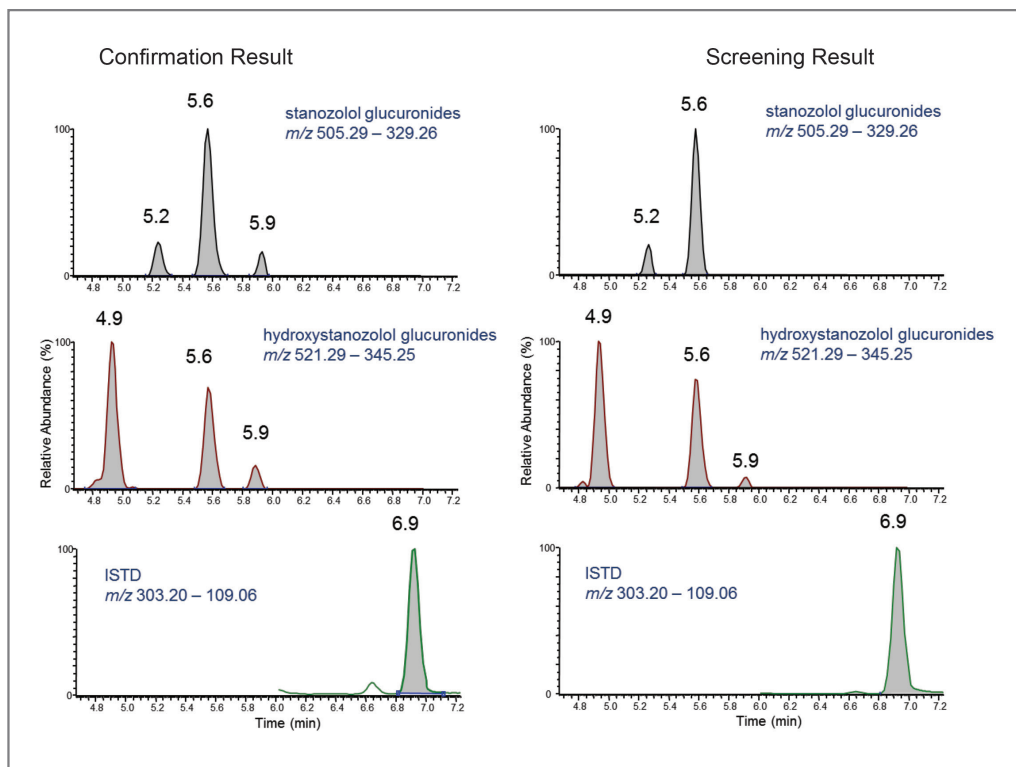 Confirmation Result
stanozolol glucuronides
m/z 505.29 – 329.26
5.2
5.6
5.9
100
0
4.8 5.0 5.2 5.4 5.6 5.8 6.0 6.2 6.4 6.6 6.8 7.0 7.2
hydroxystanozolol glucuronides
m/z 521.29 – 345.25
4.9
5.6
5.9
100
0
4.8 5.0 5.2 5.4 5.6 5.8 6.0 6.2 6.4 6.6 6.8 7.0 7.2
Relative Abundance (%)
ISTD
m/z 303.20 – 109.06
6.9
100
0
4.8 5.0 5.2 5.4 5.6 5.8 6.0 6.2 6.4 6.6 6.8 7.0 7.2
Time (min)
Screening Result
stanozolol glucuronides
m/z 505.29 – 329.26
5.2
5.6
100
0
4.8 5.0 5.2 5.4 5.6 5.8 6.0 6.2 6.4 6.6 6.8 7.0 7.2
hydroxystanozolol glucuronides
m/z 521.29 – 345.25
4.9
5.6
5.9
100
0
4.8 5.0 5.2 5.4 5.6 5.8 6.0 6.2 6.4 6.6 6.8 7.0 7.2
Relative Abundance (%)
ISTD
m/z 303.20 – 109.06
6.9
100
0
4.8 5.0 5.2 5.4 5.6 5.8 6.0 6.2 6.4 6.6 6.8 7.0 7.2
Time (min)